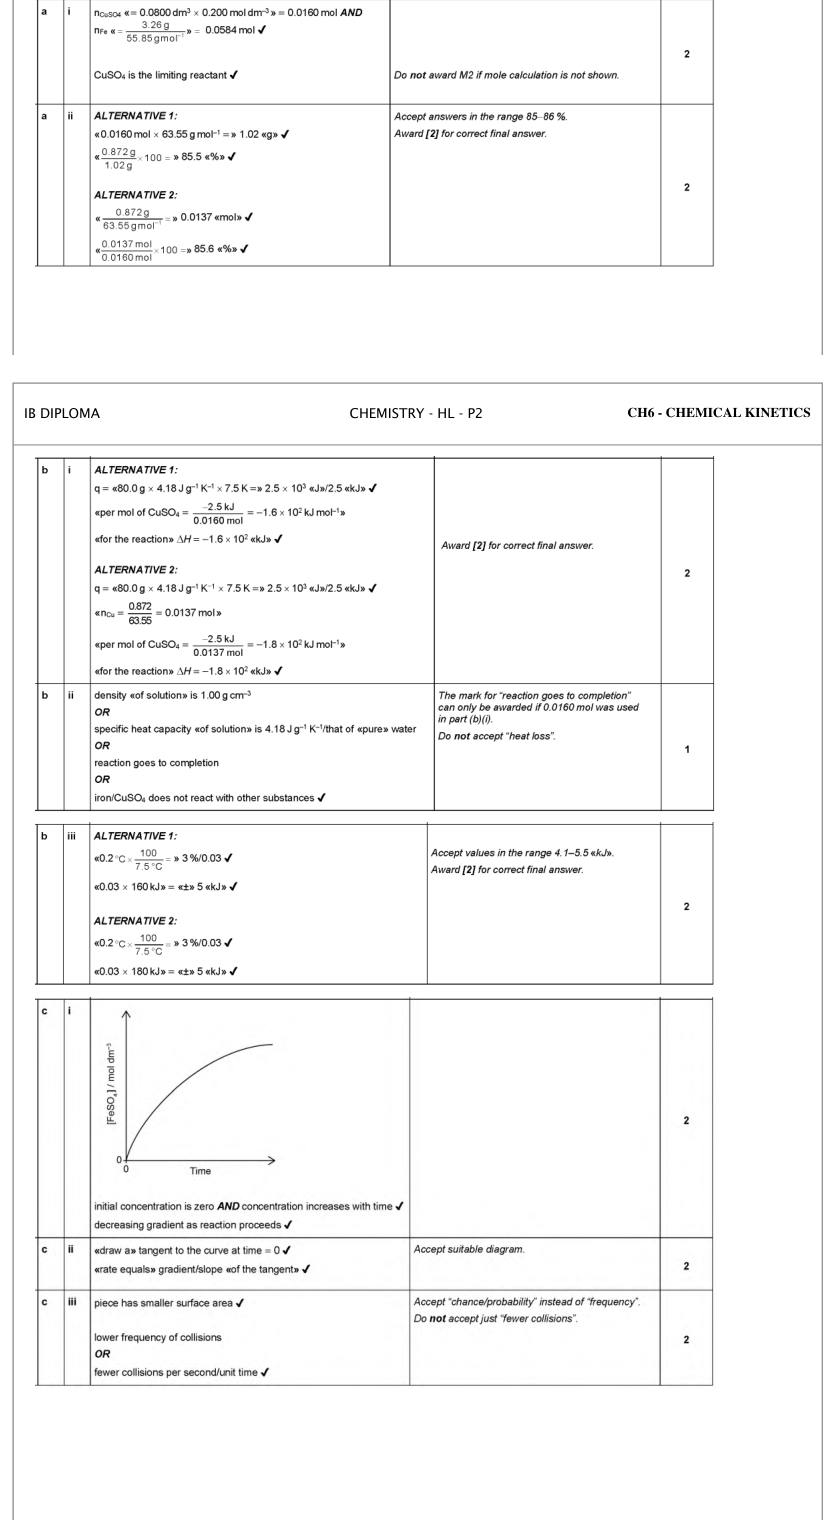 a i nCuSO4 «= 0.0800 dm³ × 0.200 mol dm⁻³ » = 0.0160 mol AND
nFe « = 3.26 g / 55.85 g mol⁻¹ » = 0.0584 mol ✓
2
CuSO₄ is the limiting reactant ✓ Do not award M2 if mole calculation is not shown.
a ii ALTERNATIVE 1: Accept answers in the range 85–86 %.
«0.0160 mol × 63.55 g mol⁻¹ =» 1.02 «g» ✓ Award [2] for correct final answer.
« 0.872 g / 1.02 g × 100 = » 85.5 «%» ✓
2
ALTERNATIVE 2:
« 0.872 g / 63.55 g mol⁻¹ = » 0.0137 «mol» ✓
« 0.0137 mol / 0.0160 mol × 100 =» 85.6 «%» ✓
IB DIPLOMA CHEMISTRY - HL - P2 CH6 - CHEMICAL KINETICS
b i ALTERNATIVE 1:
q = «80.0 g × 4.18 J g⁻¹ K⁻¹ × 7.5 K =» 2.5 × 10³ «J»/2.5 «kJ» ✓
«per mol of CuSO₄ = −2.5 kJ / 0.0160 mol = −1.6 × 10² kJ mol⁻¹»
«for the reaction» ΔH = −1.6 × 10² «kJ» ✓ Award [2] for correct final answer.
ALTERNATIVE 2:
2
q = «80.0 g × 4.18 J g⁻¹ K⁻¹ × 7.5 K =» 2.5 × 10³ «J»/2.5 «kJ» ✓
«nCu = 0.872 / 63.55 = 0.0137 mol»
«per mol of CuSO₄ = −2.5 kJ / 0.0137 mol = −1.8 × 10² kJ mol⁻¹»
«for the reaction» ΔH = −1.8 × 10² «kJ» ✓
b ii density «of solution» is 1.00 g cm⁻³ The mark for “reaction goes to completion”
OR can only be awarded if 0.0160 mol was used
in part (b)(i).
specific heat capacity «of solution» is 4.18 J g⁻¹ K⁻¹/that of «pure» water Do not accept “heat loss”.
OR
1
reaction goes to completion
OR
iron/CuSO₄ does not react with other substances ✓
b iii ALTERNATIVE 1:
«0.2 °C × 100 / 7.5 °C = » 3 %/0.03 ✓ Accept values in the range 4.1–5.5 «kJ».
Award [2] for correct final answer.
«0.03 × 160 kJ» = «±» 5 «kJ» ✓
2
ALTERNATIVE 2:
«0.2 °C × 100 / 7.5 °C = » 3 %/0.03 ✓
«0.03 × 180 kJ» = «±» 5 «kJ» ✓
c i
[FeSO₄] / mol dm⁻³
2
0
0 Time
initial concentration is zero AND concentration increases with time ✓
decreasing gradient as reaction proceeds ✓
c ii «draw a» tangent to the curve at time = 0 ✓ Accept suitable diagram.
2
«rate equals» gradient/slope «of the tangent» ✓
c iii piece has smaller surface area ✓ Accept “chance/probability” instead of “frequency”.
Do not accept just “fewer collisions”.
lower frequency of collisions 2
OR
fewer collisions per second/unit time ✓